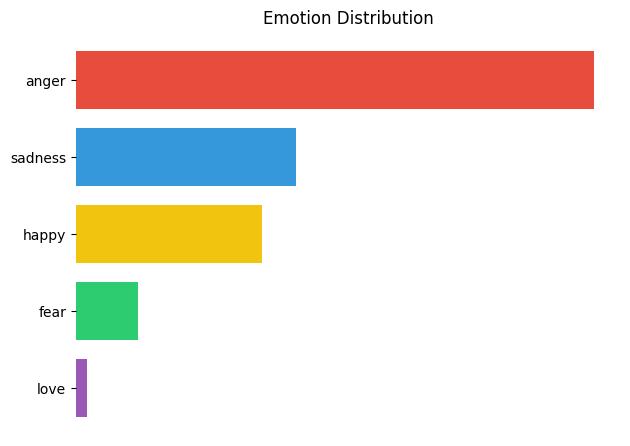 Emotion Distribution
anger
sadness
happy
fear
love